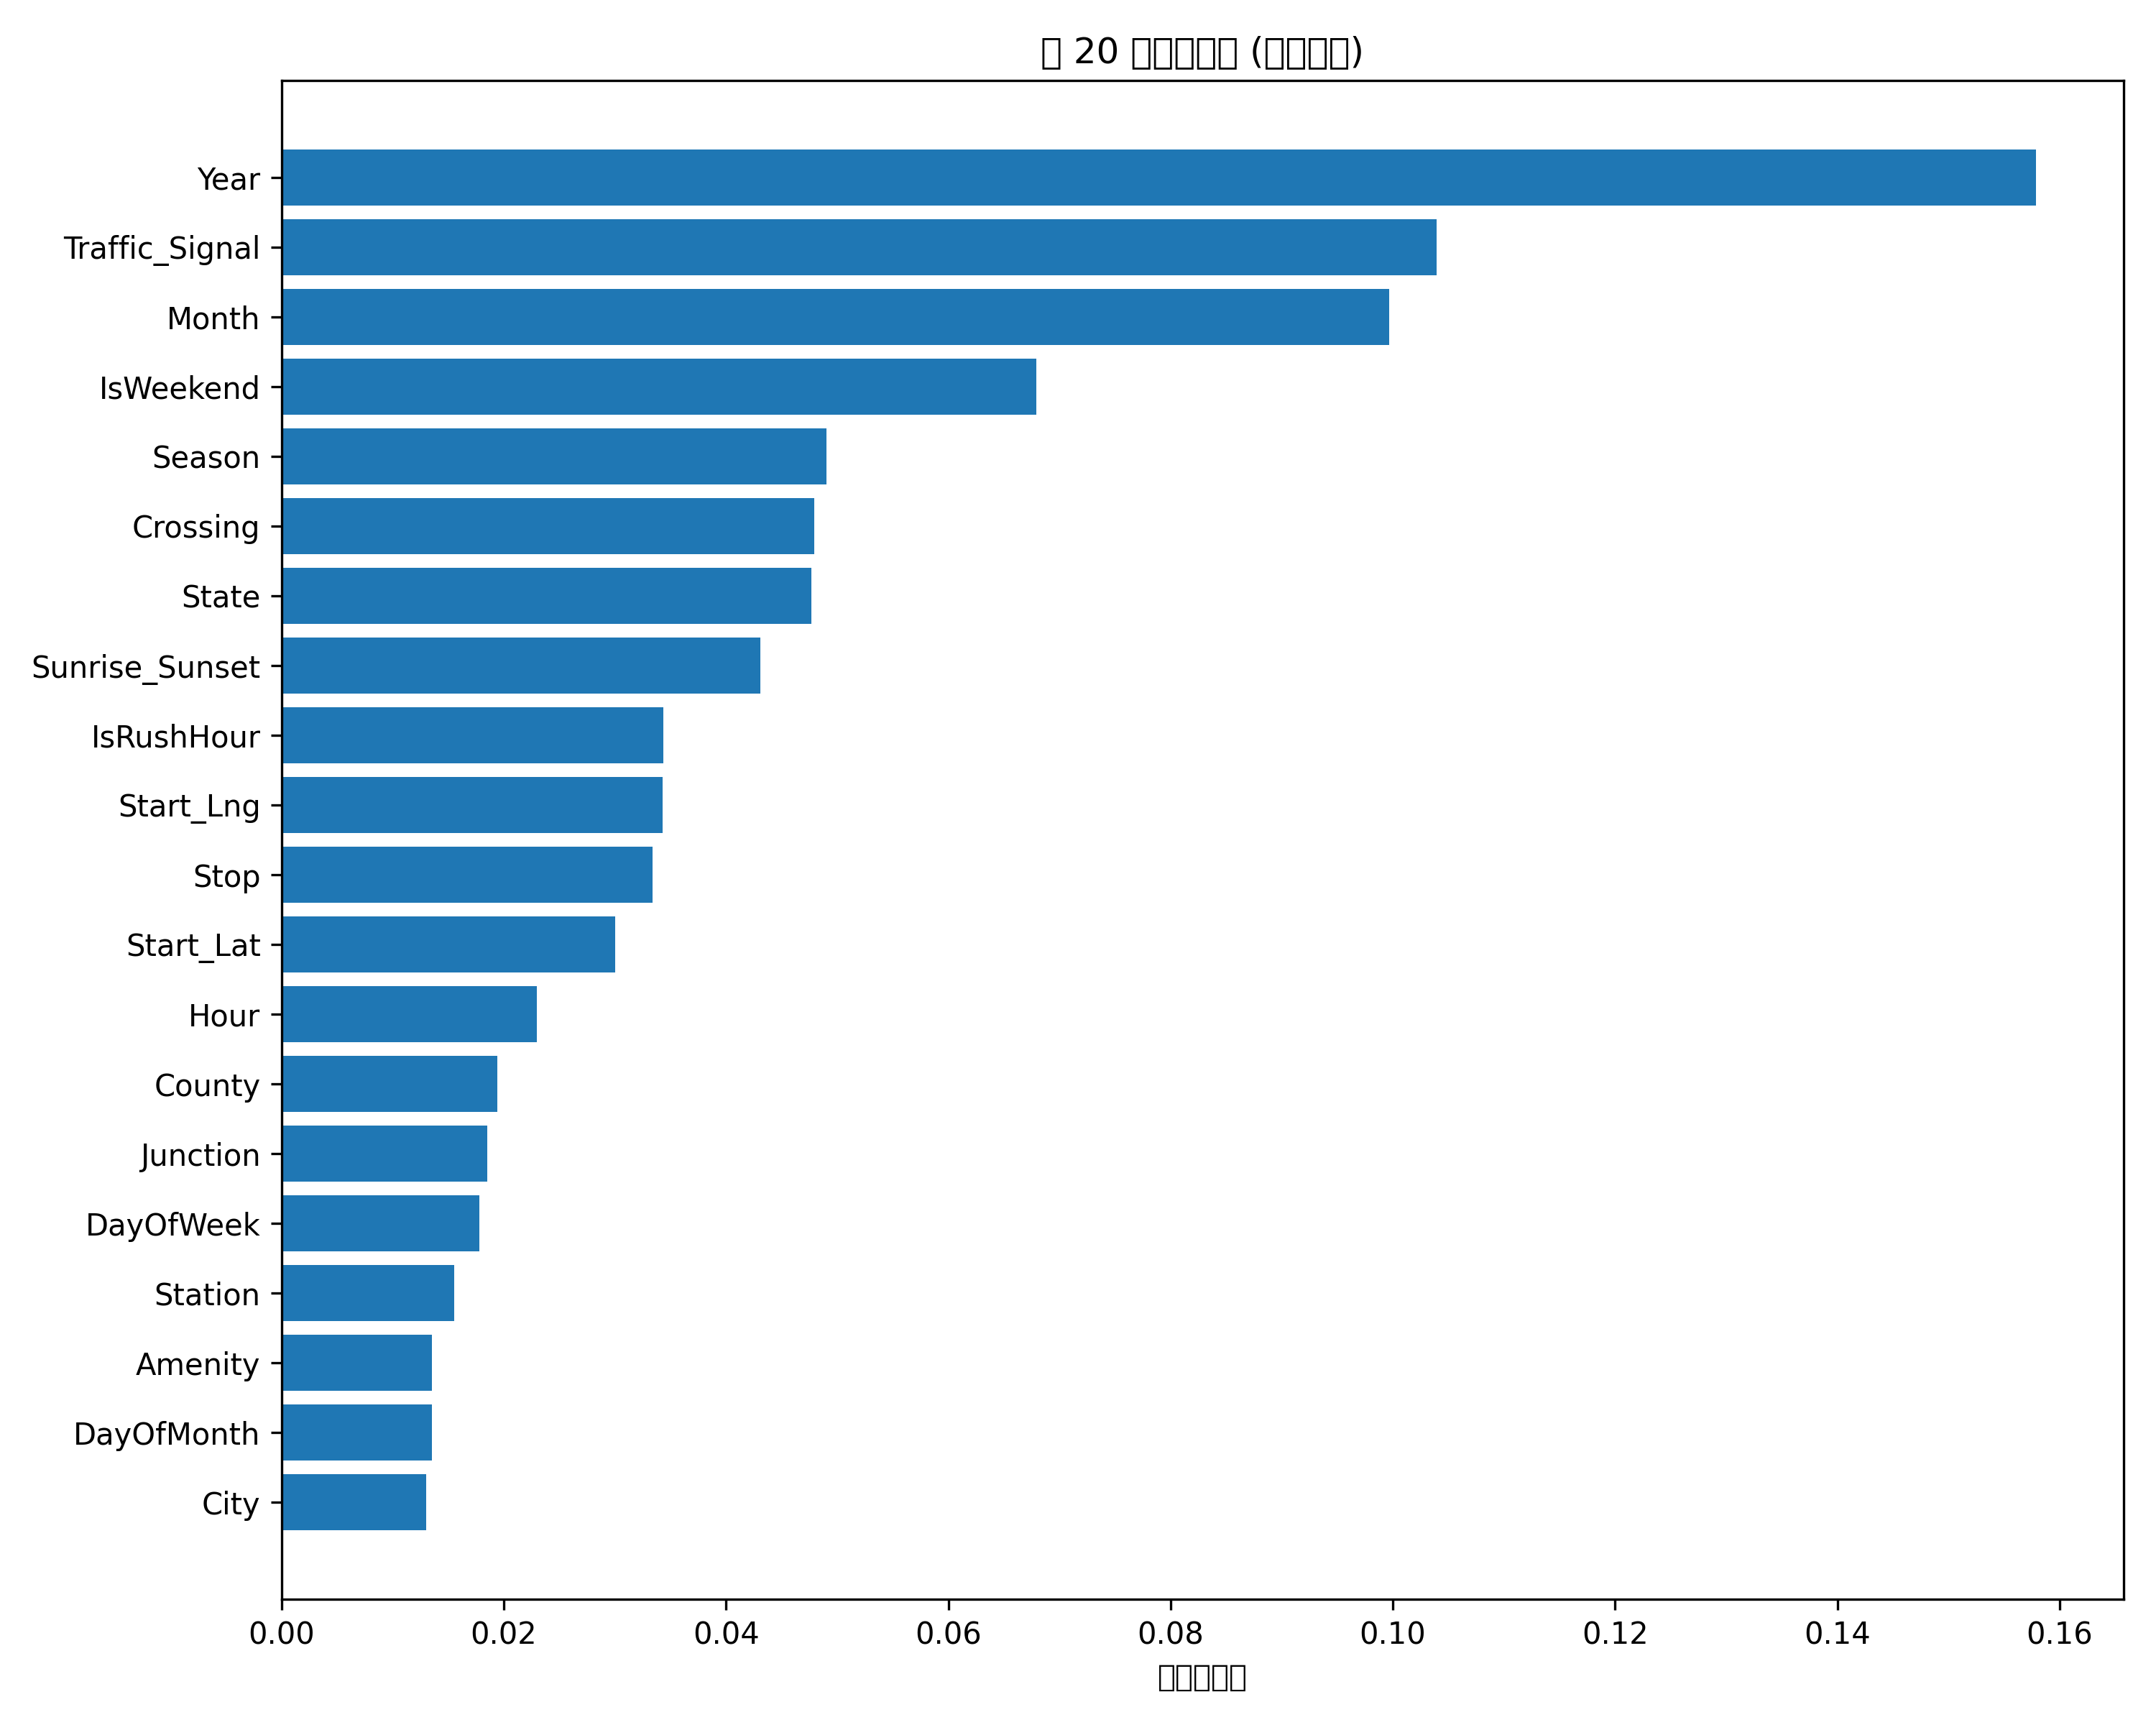 20
Year
Traffic_Signal
Month
IsWeekend
Season
Crossing
State
Sunrise_Sunset
IsRushHour
Start_Lng
Stop
Start_Lat
Hour
County
Junction
DayOfWeek
Station
Amenity
DayOfMonth
City
0.00 0.02 0.04 0.06 0.08 0.10 0.12 0.14 0.16